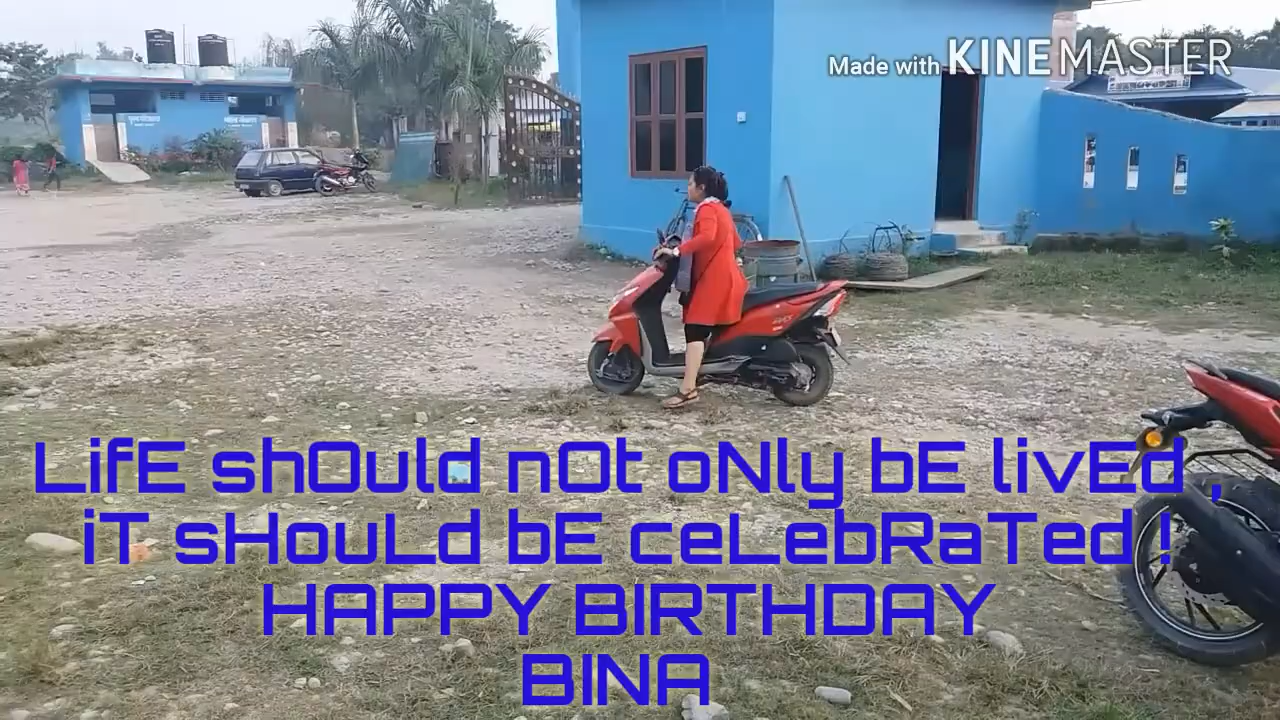 Made with KINEMASTER
LifE shOuld nOt oNly bE livEd ,
iT sHouLd bE ceLebRaTed !
HAPPY BIRTHDAY
BINA